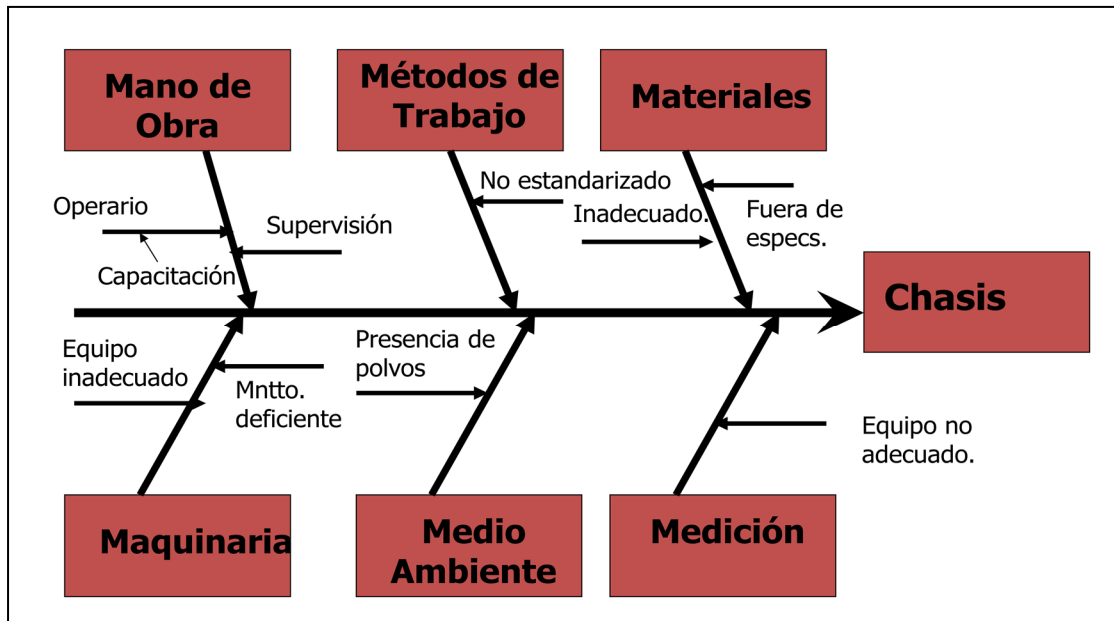 Mano de
Obra
Métodos de
Trabajo
Materiales
Operario
Supervisión
Capacitación
No estandarizado
Inadecuado.
Fuera de
especs.
Chasis
Equipo
inadecuado
Mntto.
deficiente
Presencia de
polvos
Equipo no
adecuado.
Maquinaria
Medio
Ambiente
Medición